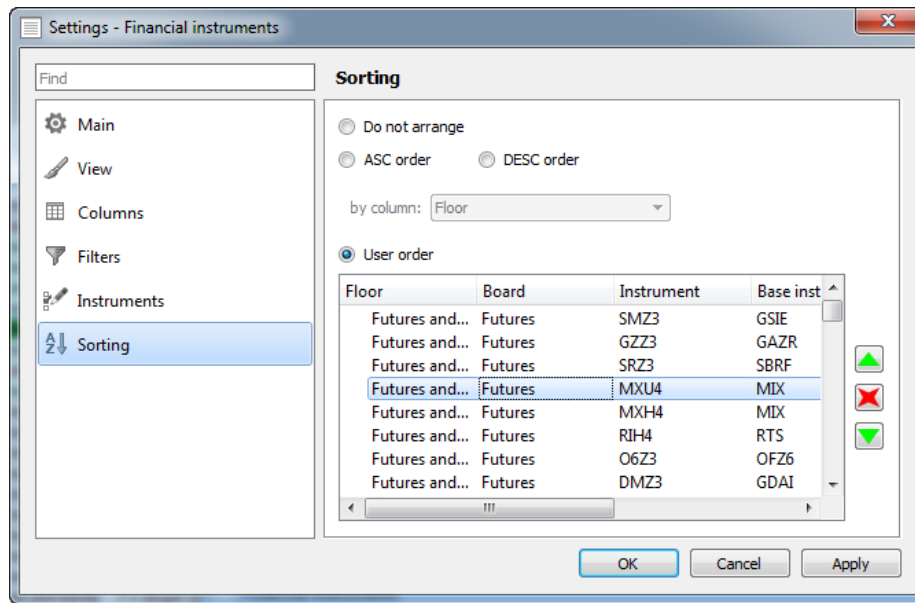 Settings - Financial instruments
Find
Main
View
Columns
Filters
Instruments
Sorting
Sorting
Do not arrange
ASC order DESC order
by column: Floor
User order
Floor Board Instrument Base inst
Futures and... Futures SMZ3 GSIE
Futures and... Futures GZZ3 GAZR
Futures and... Futures SRZ3 SBRF
Futures and... Futures MXU4 MIX
Futures and... Futures MXH4 MIX
Futures and... Futures RIH4 RTS
Futures and... Futures O6Z3 OFZ6
Futures and... Futures DMZ3 GDAI
OK Cancel Apply